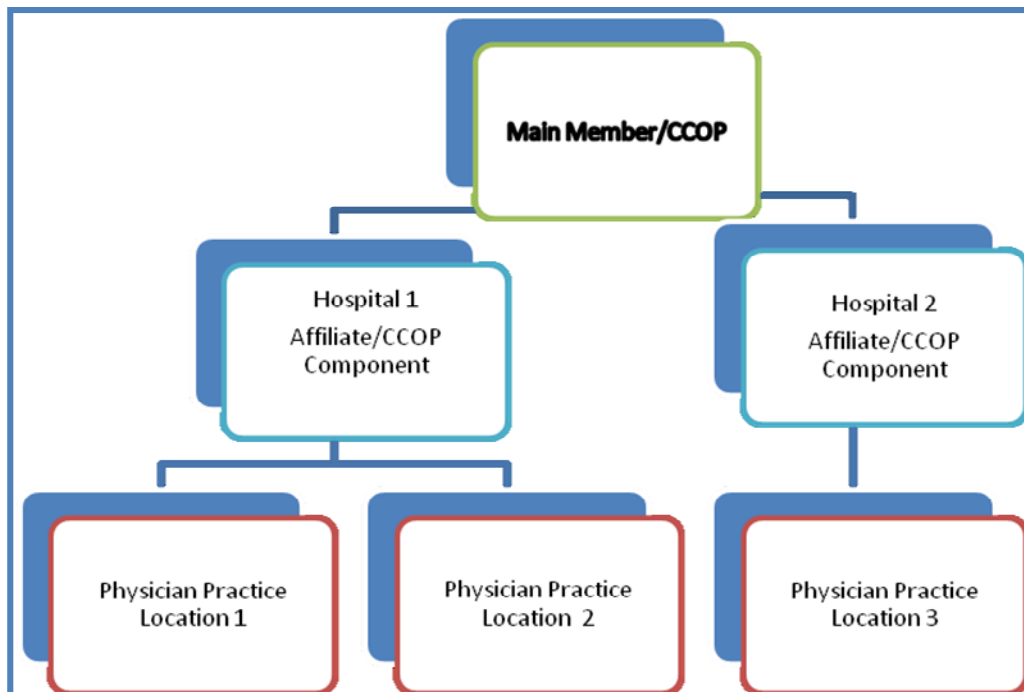 Main Member/CCOP
Hospital 1
Affiliate/CCOP
Component
Hospital 2
Affiliate/CCOP
Component
Physician Practice
Location 1
Physician Practice
Location 2
Physician Practice
Location 3